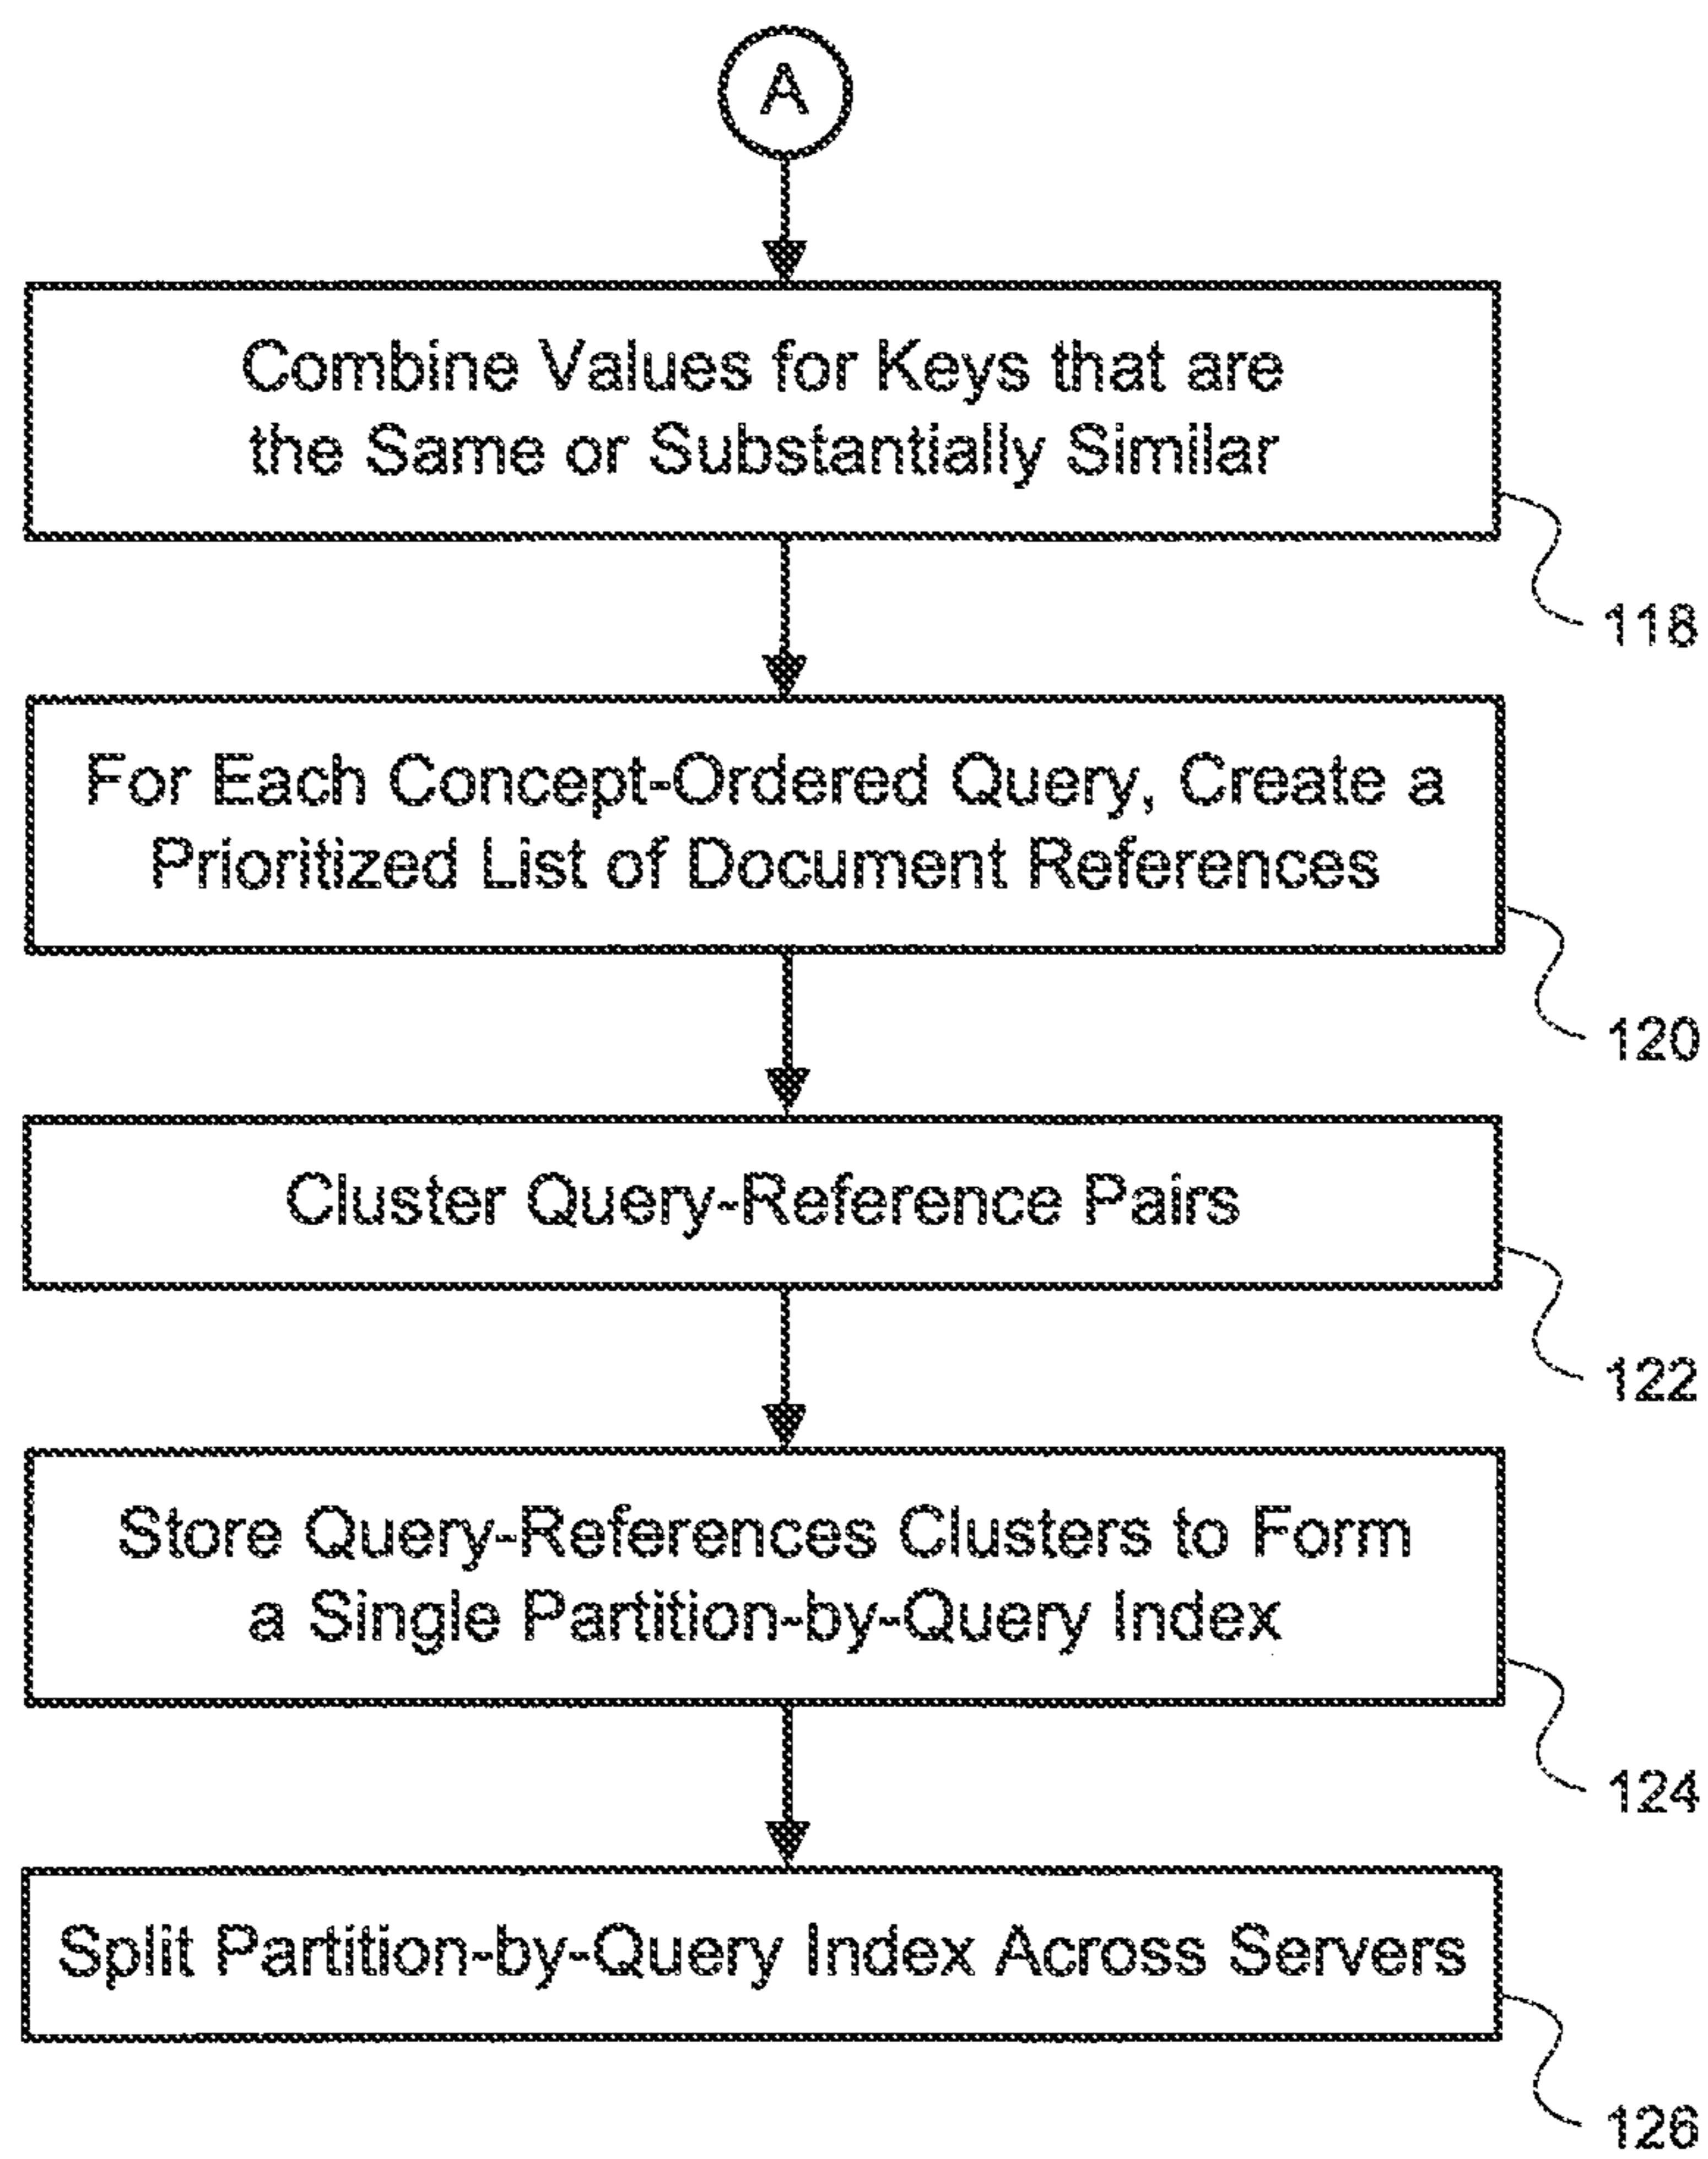 A
Combine Values for Keys that are
the Same or Substantially Similar
118
For Each Concept-Ordered Query, Create a
Prioritized List of Document References
120
Cluster Query-Reference Pairs
122
Store Query-References Clusters to Form
a Single Partition-by-Query Index
124
Split Partition-by-Query Index Across Servers
126